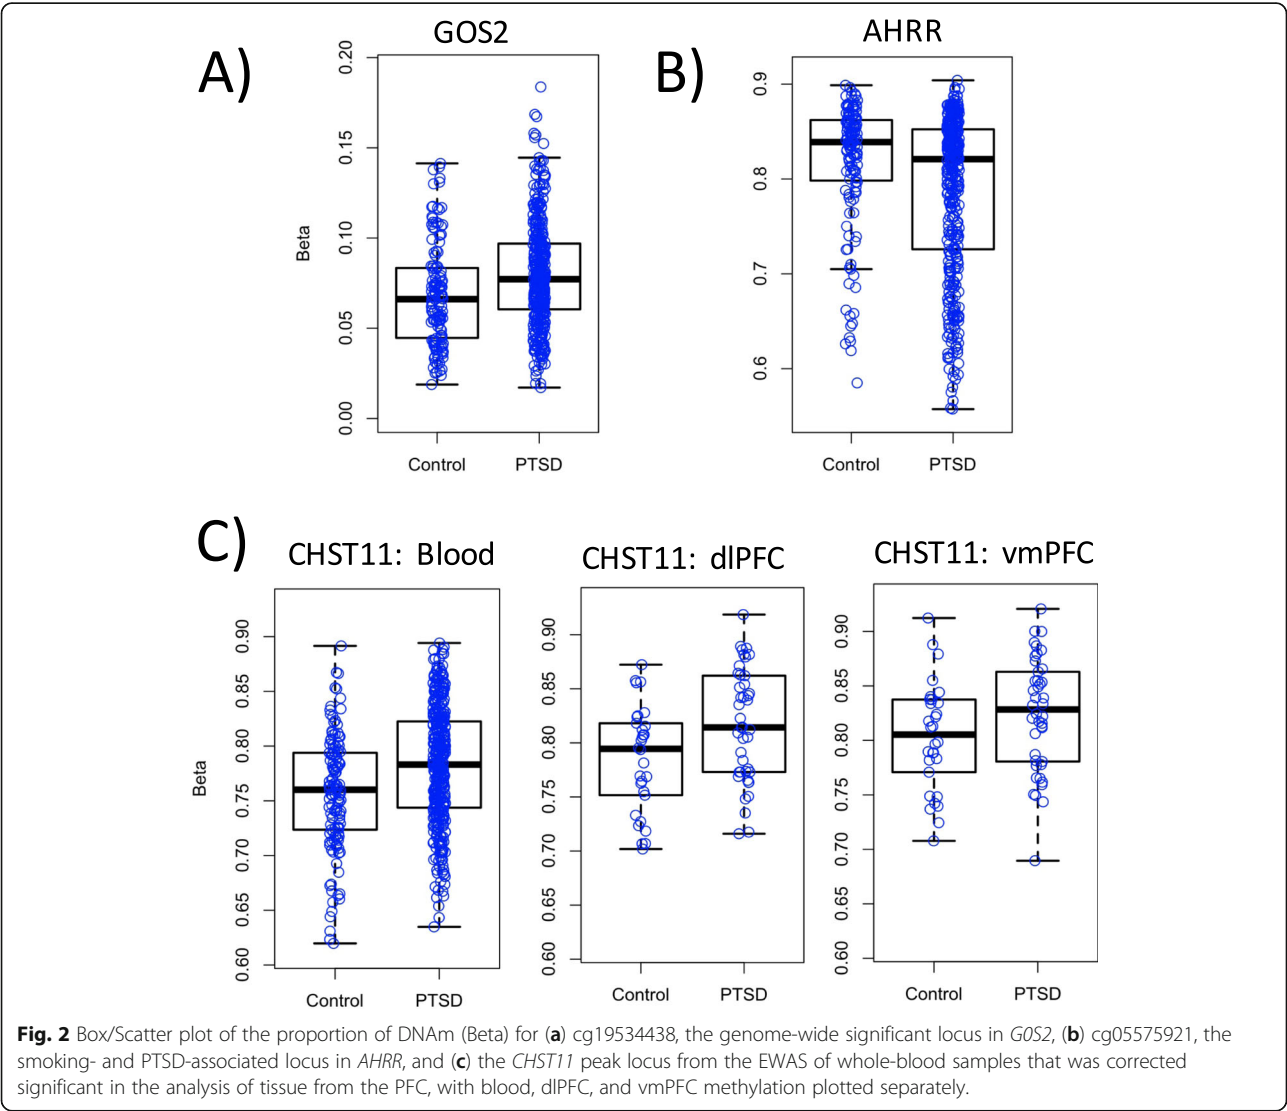 A)
GOS2
0.20
0.15
0.10
0.05
0.00
Beta
Control PTSD
B)
AHRR
0.9
0.8
0.7
0.6
Control PTSD
C)
CHST11: Blood
0.90
0.85
0.80
0.75
0.70
0.65
0.60
Beta
Control PTSD
CHST11: dlPFC
0.90
0.85
0.80
0.75
0.70
0.65
0.60
Control PTSD
CHST11: vmPFC
0.90
0.85
0.80
0.75
0.70
0.65
0.60
Control PTSD
Fig. 2 Box/Scatter plot of the proportion of DNAm (Beta) for (a) cg19534438, the genome-wide significant locus in G0S2, (b) cg05575921, the
smoking- and PTSD-associated locus in AHRR, and (c) the CHST11 peak locus from the EWAS of whole-blood samples that was corrected
significant in the analysis of tissue from the PFC, with blood, dlPFC, and vmPFC methylation plotted separately.